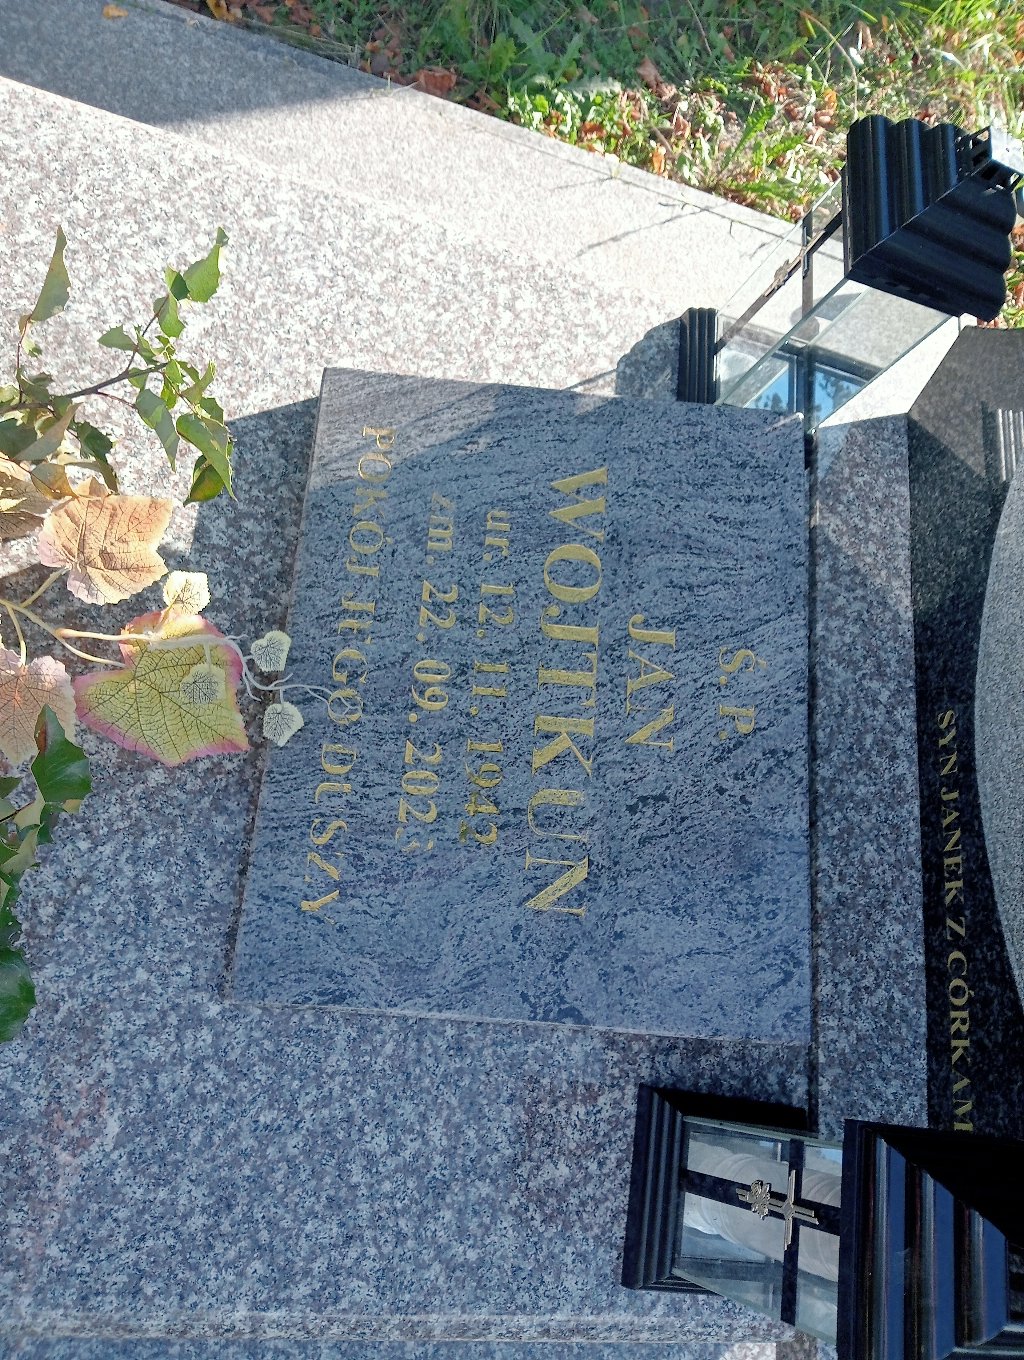 Ś. P.
JAN
WOJTKUN
ur. 12. 11. 1942
zm. 22. 09. 2023
POKÓJ JEGO DUSZY
SYN JANEK Z CÓRKAMI